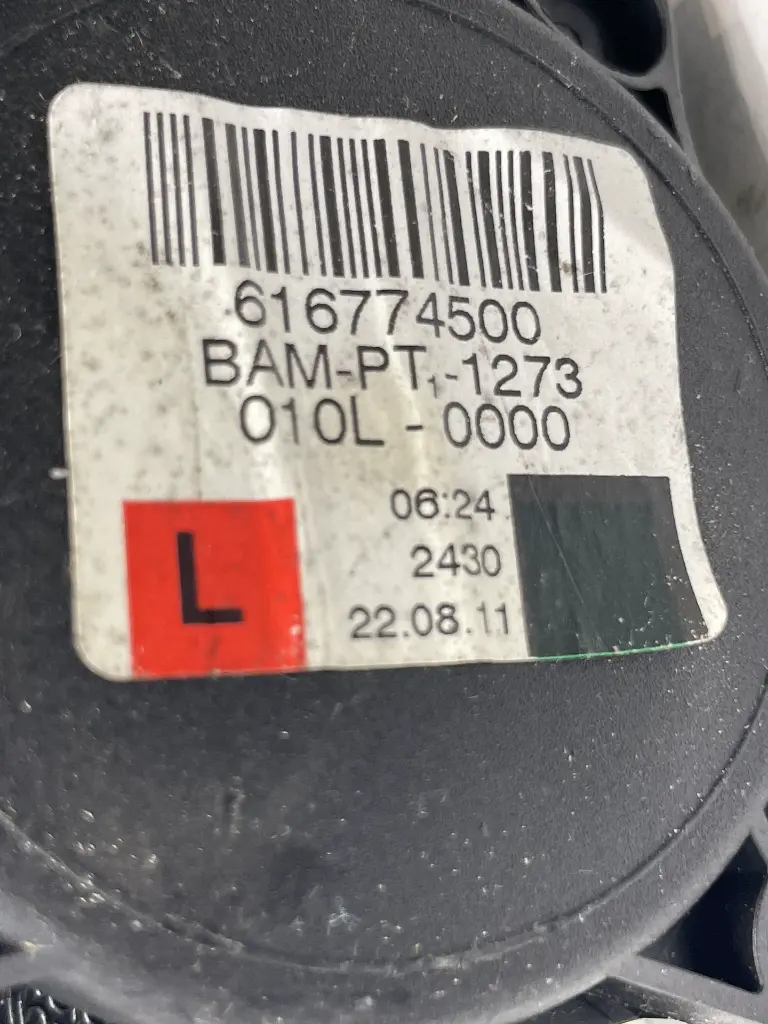 616774500
BAM-PT1-1273
010L - 0000
06:24
2430
L
22.08.11